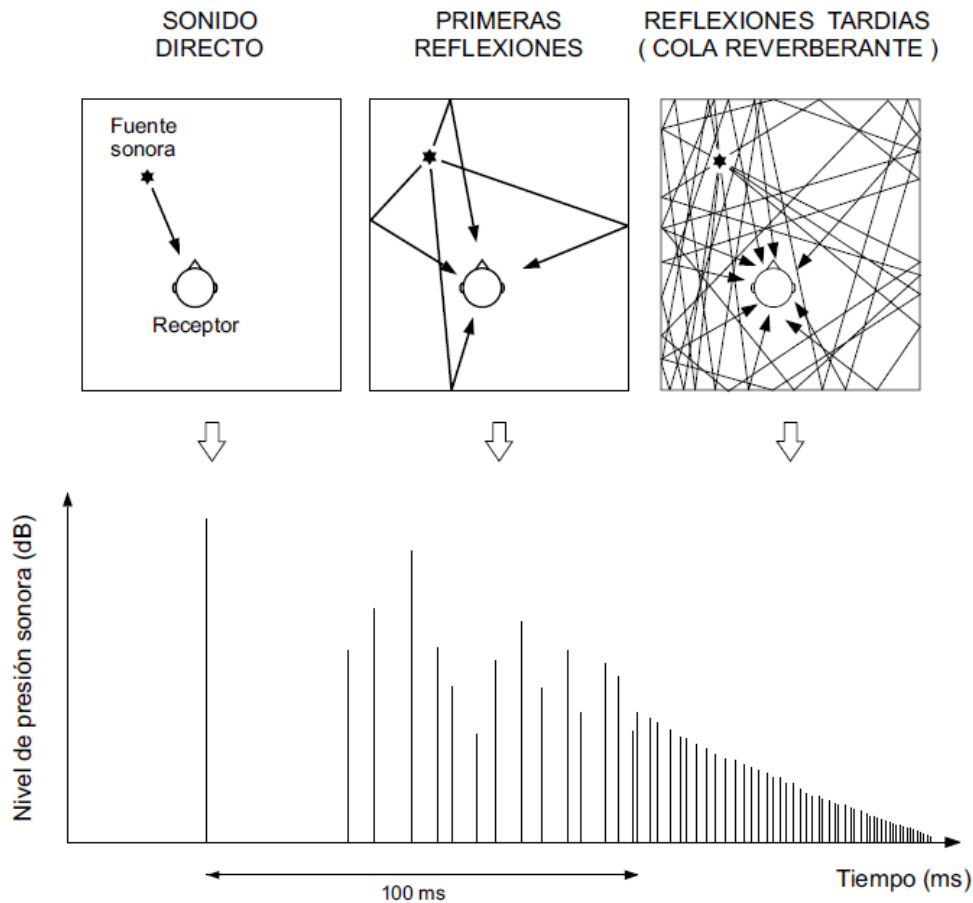 SONIDO
DIRECTO
PRIMERAS
REFLEXIONES
REFLEXIONES TARDIAS
( COLA REVERBERANTE )
Fuente
sonora
Receptor
Nivel de presión sonora (dB)
100 ms
Tiempo (ms)